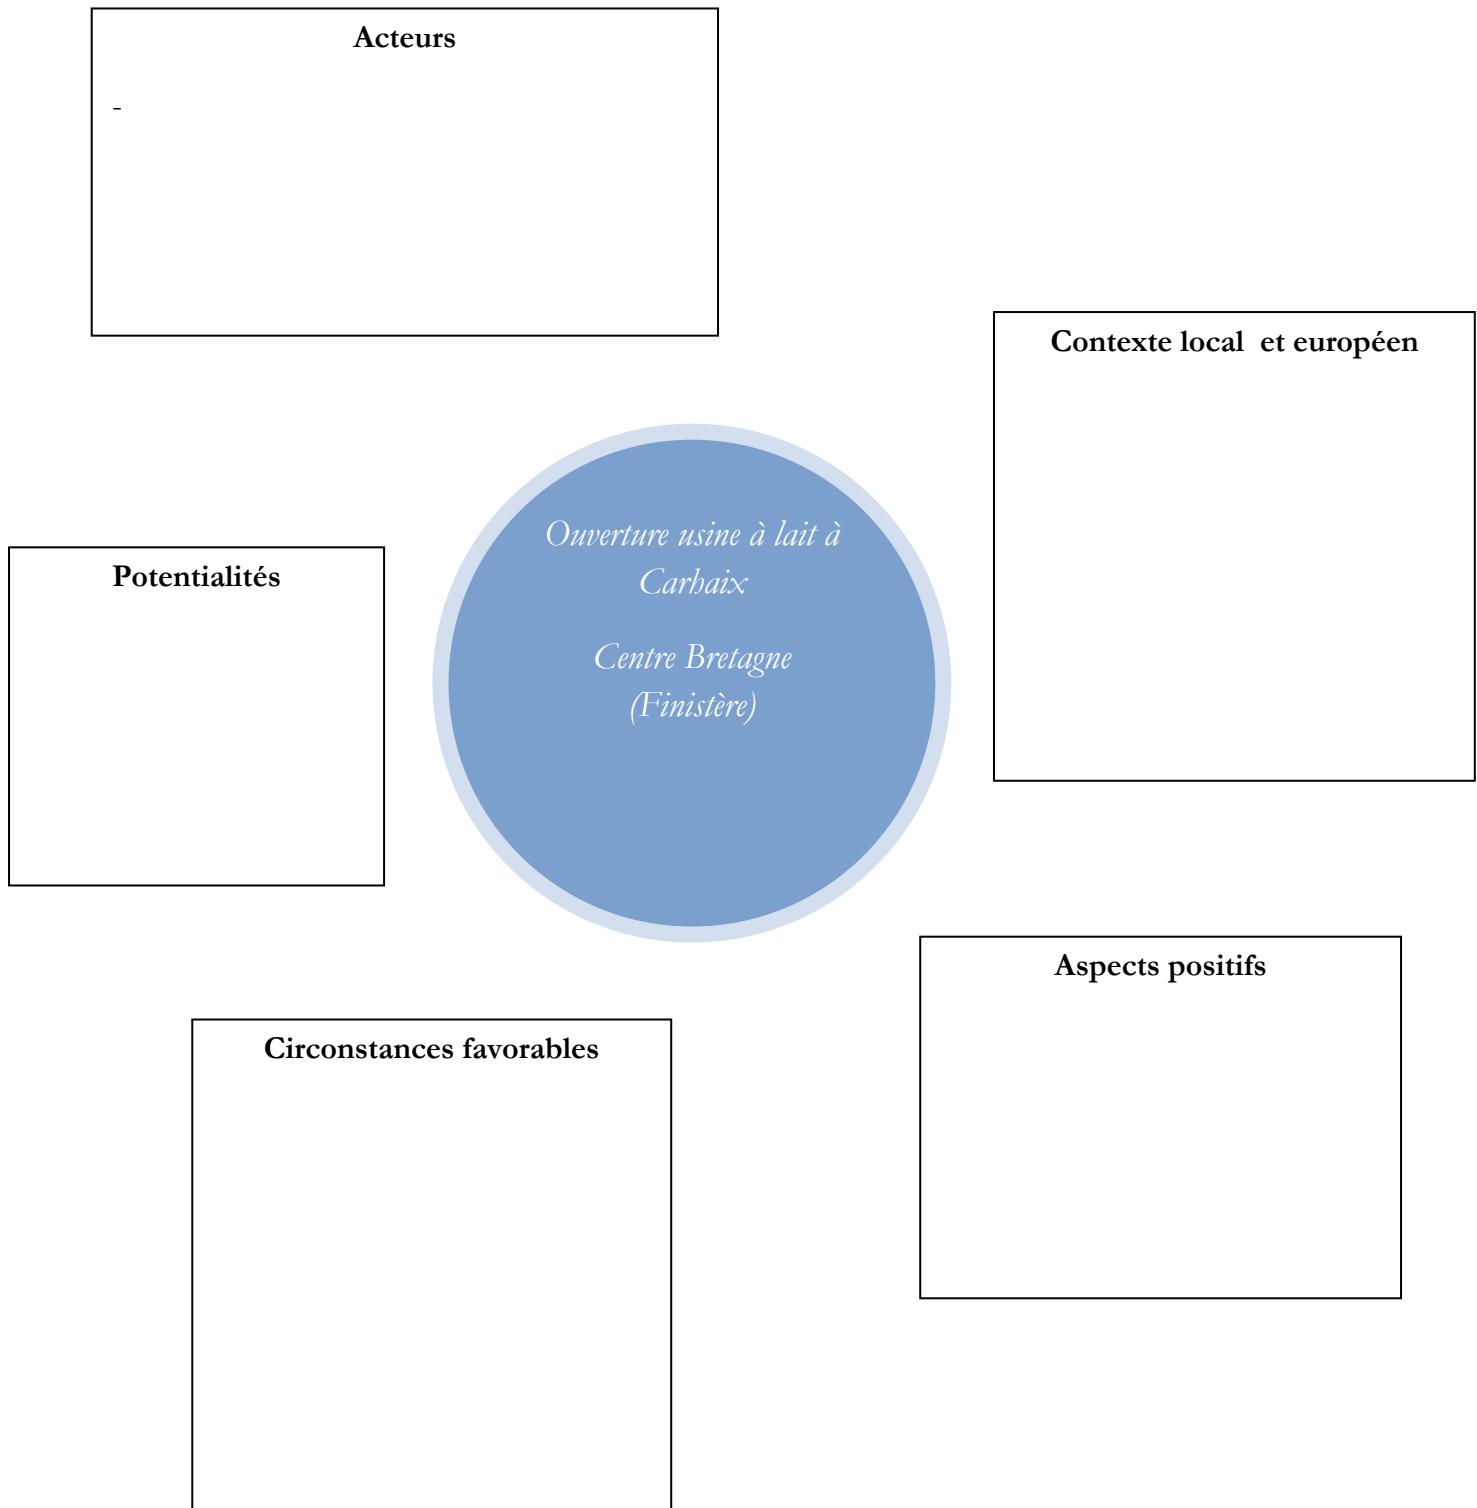 Acteurs
-
Contexte local  et européen
Ouverture usine à lait à
Carhaix
Centre Bretagne
(Finistère)
Potentialités
Aspects positifs
Circonstances favorables